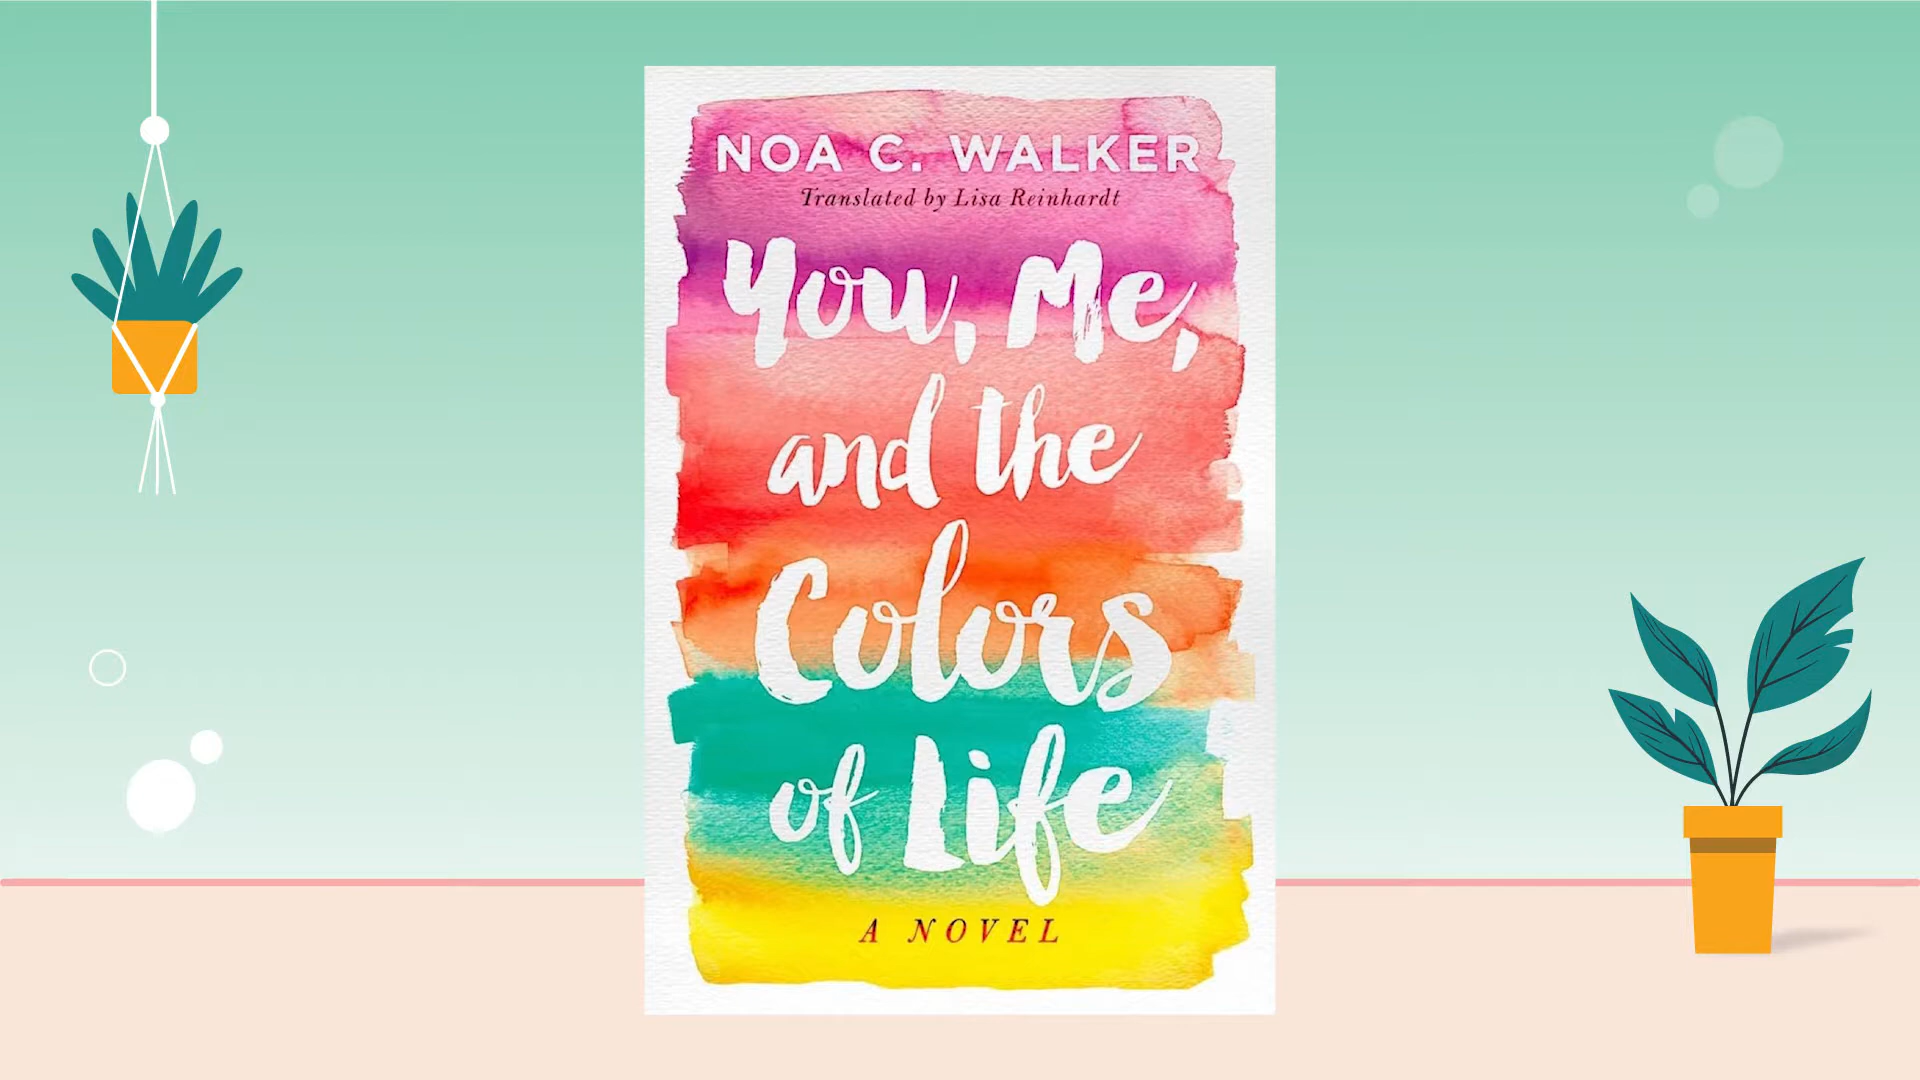 NOA C. WALKER
Translated by Lisa Reinhardt
You, Me,
and the
Colors
of Life
A NOVEL